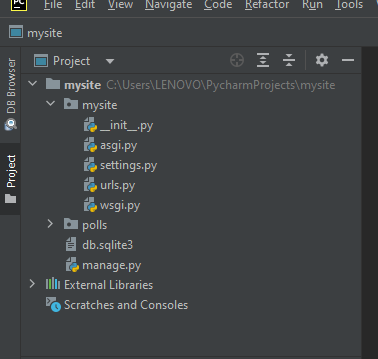 PC File Edit View Navigate Code Refactor Run Tools
mysite
Project
mysite C:\Users\LENOVO\PycharmProjects\mysite
mysite
__init__.py
asgi.py
settings.py
urls.py
wsgi.py
polls
db.sqlite3
manage.py
External Libraries
Scratches and Consoles
DB Browser
Project